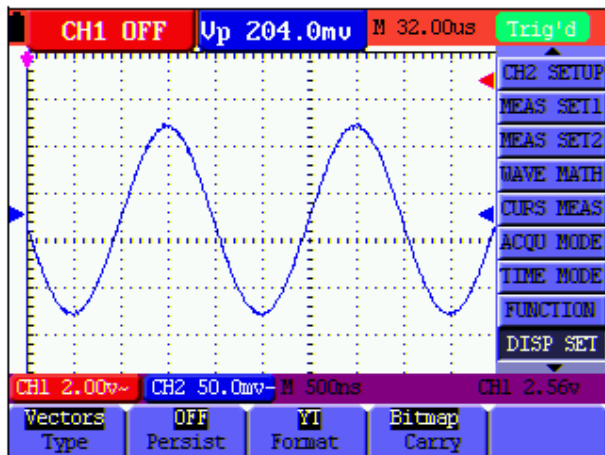 CH1 OFF
Vp 204.0mv
M 32.00us
Trig'd
CH2 SETUP
MEAS SET1
MEAS SET2
WAVE MATH
CURS MEAS
ACQU MODE
TIME MODE
FUNCTION
DISP SET
CH1 2.00v~
CH2 50.0mv-
M 500ns
CH1 2.56v
Vectors
Type
OFF
Persist
YT
Format
Bitmap
Carry